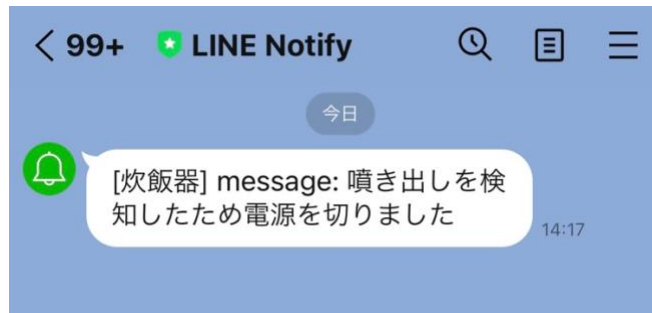 99+ LINE Notify
今日
[炊飯器] message: 噴き出しを検
知したため電源を切りました
14:17